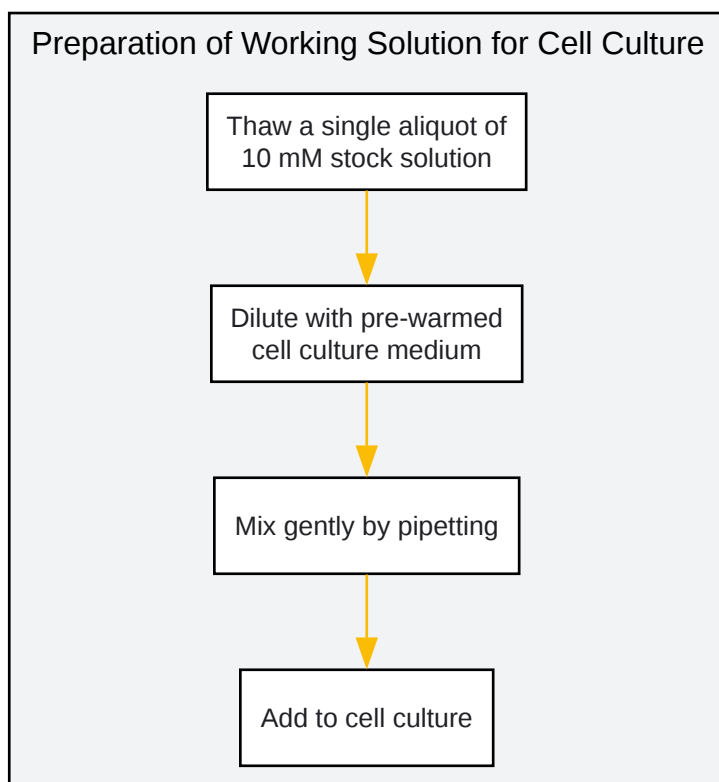 Preparation of Working Solution for Cell Culture
Thaw a single aliquot of
10 mM stock solution
Dilute with pre-warmed
cell culture medium
Mix gently by pipetting
Add to cell culture